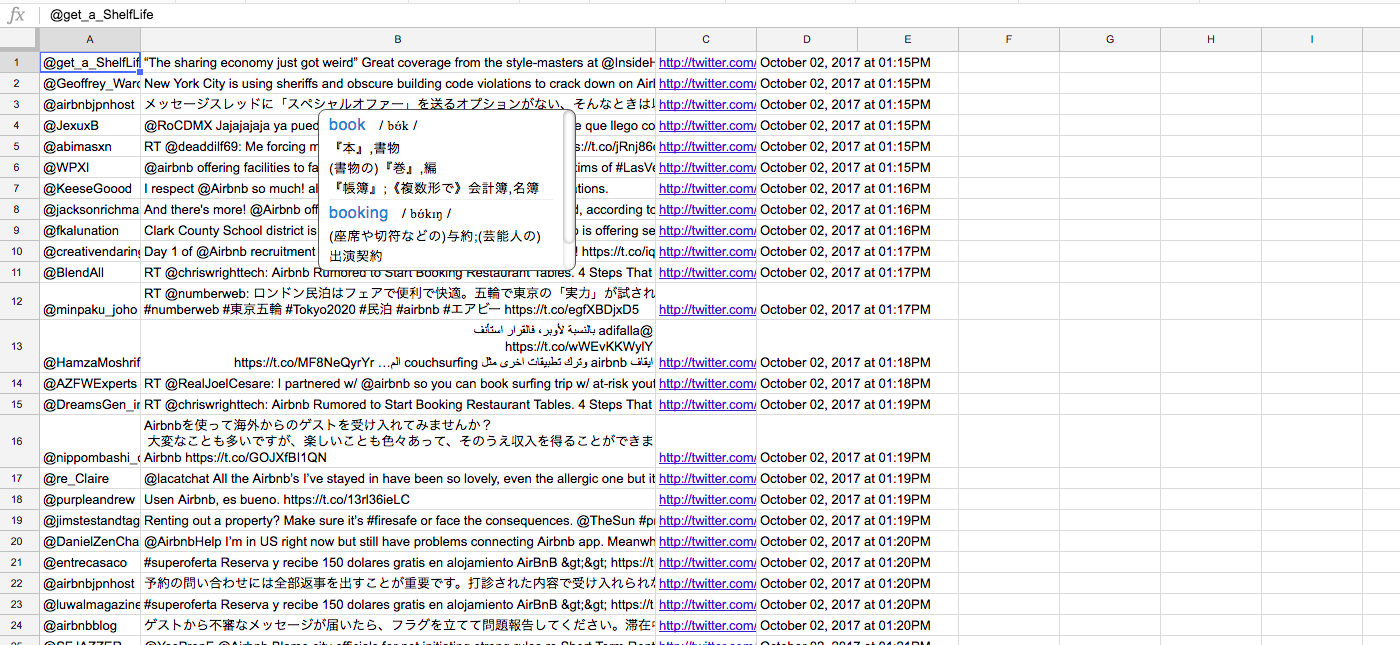 fx @get_a_ShelfLife
A B C D E F G H I
1 @get_a_ShelfLif “The sharing economy just got weird” Great coverage from the style-masters at @InsideH http://twitter.com/ October 02, 2017 at 01:15PM
2 @Geoffrey_Ward New York City is using sheriffs and obscure building code violations to crack down on Airl http://twitter.com/ October 02, 2017 at 01:15PM
3 @airbnbjpnhost メッセージスレッドに「スペシャルオファー」を送るオプションがない、そんなときは以 http://twitter.com/ October 02, 2017 at 01:15PM
4 @JexuxB @RoCDMX Jajajajaja ya pued e que llego co http://twitter.com/ October 02, 2017 at 01:15PM
5 @abimasxn RT @deaddilf69: Me forcing m s://t.co/jRnj86 http://twitter.com/ October 02, 2017 at 01:15PM
6 @WPXI @airbnb offering facilities to fa tims of #LasVe http://twitter.com/ October 02, 2017 at 01:15PM
7 @KeeseGoood I respect @Airbnb so much! al tions. http://twitter.com/ October 02, 2017 at 01:16PM
8 @jacksonrichma And there's more! @Airbnb off d, according to http://twitter.com/ October 02, 2017 at 01:16PM
9 @fkalunation Clark County School district is b is offering se http://twitter.com/ October 02, 2017 at 01:16PM
10 @creativendaring Day 1 of @Airbnb recruitment ! https://t.co/iq http://twitter.com/ October 02, 2017 at 01:17PM
book / bʊ́k /
『本』,書物
(書物の)『巻』,編
『帳簿』;《複数形で》会計簿,名簿
booking / bʊ́kɪŋ /
(座席や切符などの)与約;(芸能人の)
出演契約
11 @BlendAll RT @chriswrighttech: Airbnb Rumored to Start Booking Restaurant Tables. 4 Steps That http://twitter.com/ October 02, 2017 at 01:17PM
RT @numberweb: ロンドン民泊はフェアで便利で快適。五輪で東京の「実力」が試され
12 @minpaku_joho #numberweb #東京五輪 #Tokyo2020 #民泊 #airbnb #エアビー https://t.co/egfXBDjxD5 http://twitter.com/ October 02, 2017 at 01:17PM
@adifalla بالنسبة لأوبر، فالقرار استأنف
https://t.co/wWEvKKWyIY
13 @HamzaMoshrif ايقاف airbnb وترك تطبيقات اخرى مثل couchsurfing الم… https://t.co/MF8NeQyrYr http://twitter.com/ October 02, 2017 at 01:18PM
14 @AZFWExperts RT @RealJoelCesare: I partnered w/ @airbnb so you can book surfing trip w/ at-risk yout http://twitter.com/ October 02, 2017 at 01:18PM
15 @DreamsGen_in RT @chriswrighttech: Airbnb Rumored to Start Booking Restaurant Tables. 4 Steps That http://twitter.com/ October 02, 2017 at 01:19PM
Airbnbを使って海外からのゲストを受け入れてみませんか？
大変なことも多いですが、楽しいことも色々あって、そのうえ収入を得ることができま
16 @nippombashi_c Airbnb https://t.co/GOJXfBI1QN http://twitter.com/ October 02, 2017 at 01:19PM
17 @re_Claire @lacatchat All the Airbnb's I've stayed in have been so lovely, even the allergic one but it http://twitter.com/ October 02, 2017 at 01:19PM
18 @purpleandrew Usen Airbnb, es bueno. https://t.co/13rl36ieLC http://twitter.com/ October 02, 2017 at 01:19PM
19 @jimstestandtag Renting out a property? Make sure it's #firesafe or face the consequences. @TheSun #pr http://twitter.com/ October 02, 2017 at 01:19PM
20 @DanielZenCha @AirbnbHelp I'm in US right now but still have problems connecting Airbnb app. Meanwh http://twitter.com/ October 02, 2017 at 01:20PM
21 @entrecasaco #superoferta Reserva y recibe 150 dolares gratis en alojamiento AirBnB &gt;&gt; https://t http://twitter.com/ October 02, 2017 at 01:20PM
22 @airbnbjpnhost 予約の問い合わせには全部返事を出すことが重要です。打診された内容で受け入れられな http://twitter.com/ October 02, 2017 at 01:20PM
23 @luwalmagazine #superoferta Reserva y recibe 150 dolares gratis en alojamiento AirBnB &gt;&gt; https://t http://twitter.com/ October 02, 2017 at 01:20PM
24 @airbnbblog ゲストから不審なメッセージが届いたら、フラグを立てて問題報告してください。滞在中 http://twitter.com/ October 02, 2017 at 01:20PM